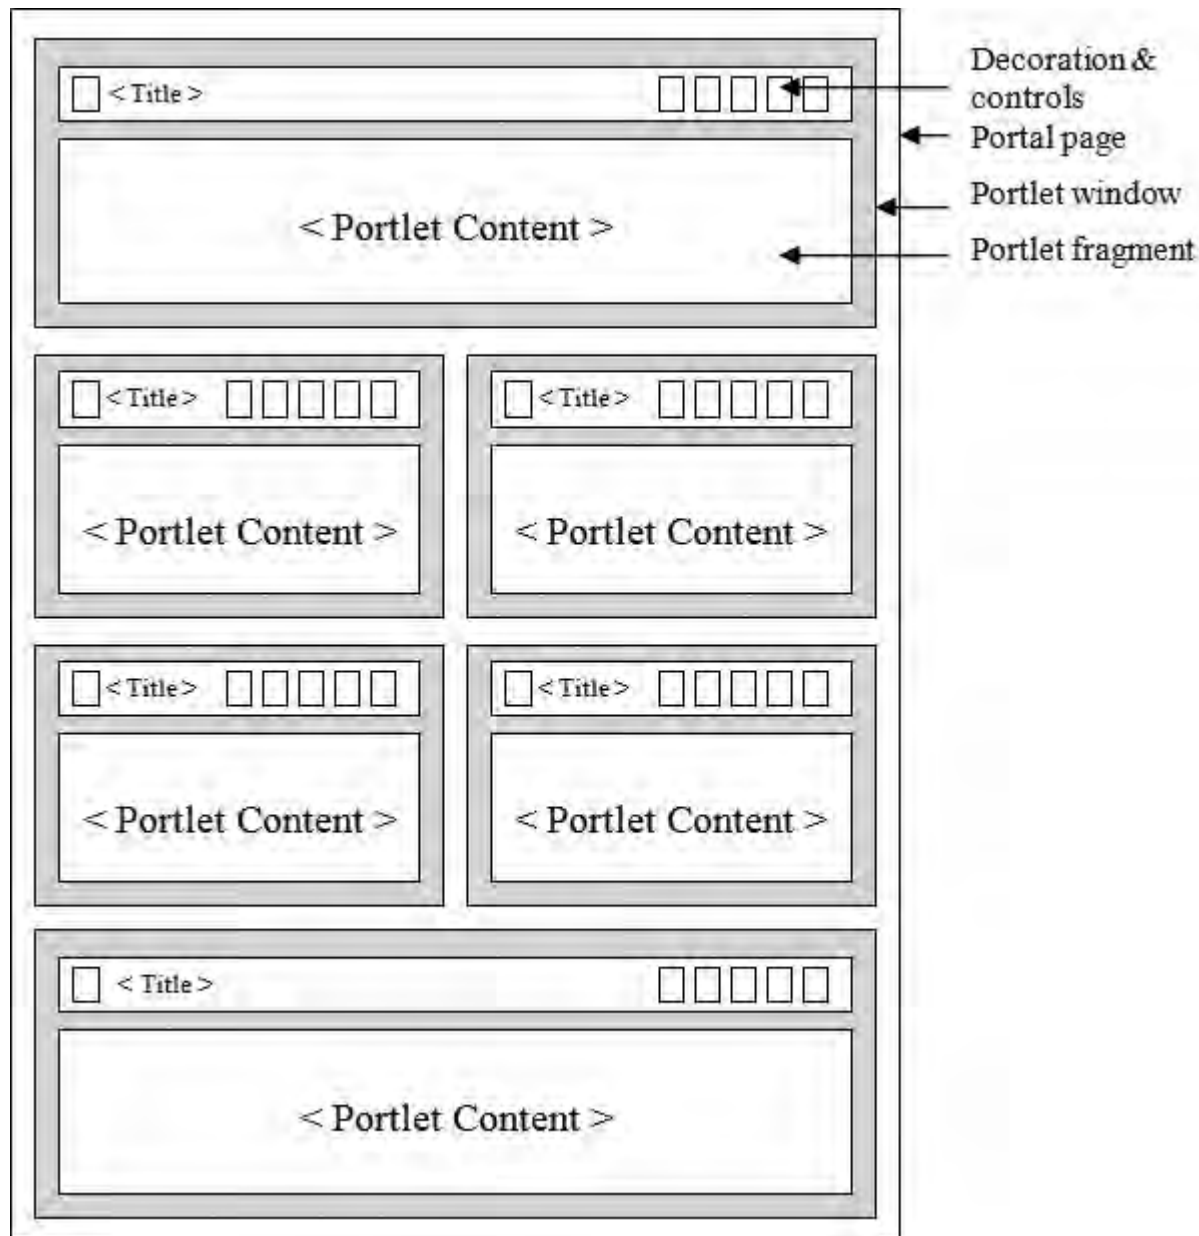 < Title >
< Portlet Content >
Decoration &
controls
Portal page
Portlet window
Portlet fragment
< Title >
< Title >
< Portlet Content >
< Portlet Content >
< Title >
< Title >
< Portlet Content >
< Portlet Content >
< Title >
< Portlet Content >